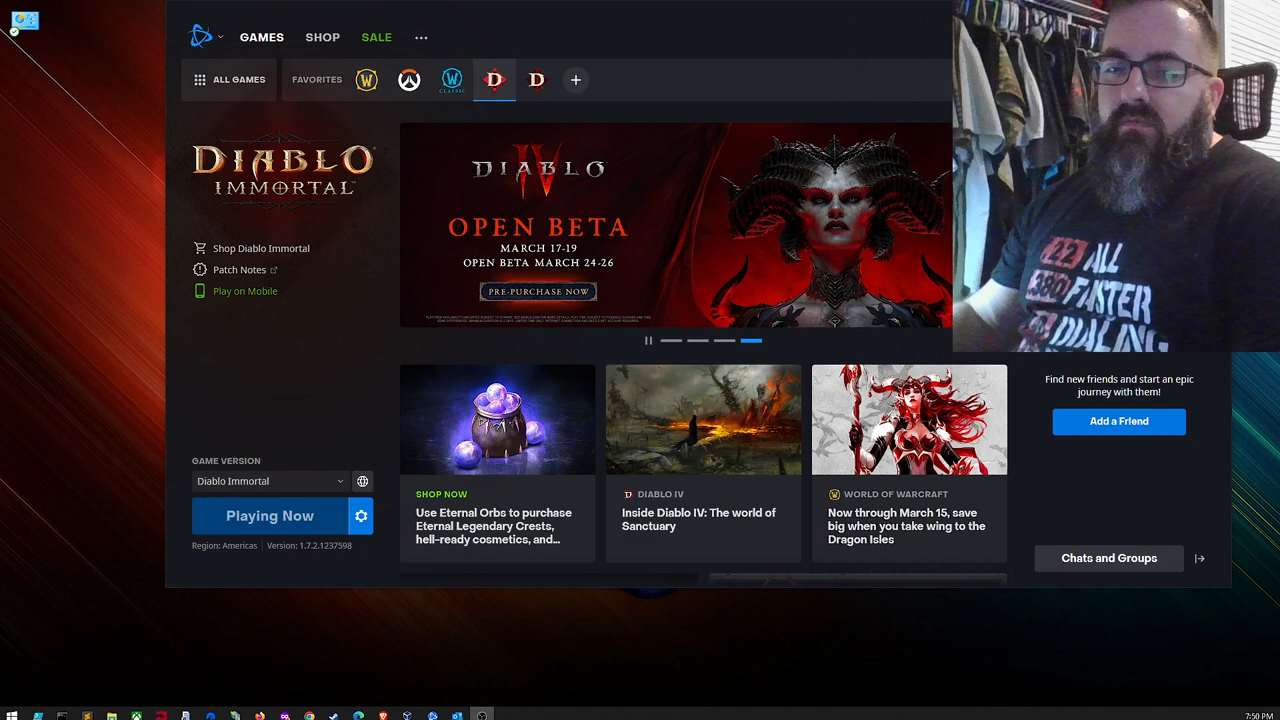 GAMES
SHOP
SALE
ALL GAMES
FAVORITES
CLASSIC
DIABLO
IMMORTAL
Shop Diablo Immortal
Patch Notes
Play on Mobile
DIABLO
IV
OPEN BETA
MARCH 17-19
OPEN BETA MARCH 24-26
PRE-PURCHASE NOW
ALL
FASTER
DIALING
Find new friends and start an epic
journey with them!
Add a Friend
GAME VERSION
Diablo Immortal
Playing Now
Region: Americas
Version: 1.7.2.1237598
SHOP NOW
Use Eternal Orbs to purchase
Eternal Legendary Crests,
hell-ready cosmetics, and...
DIABLO IV
Inside Diablo IV: The world of
Sanctuary
WORLD OF WARCRAFT
Now through March 15, save
big when you take wing to the
Dragon Isles
Chats and Groups
7:50 PM